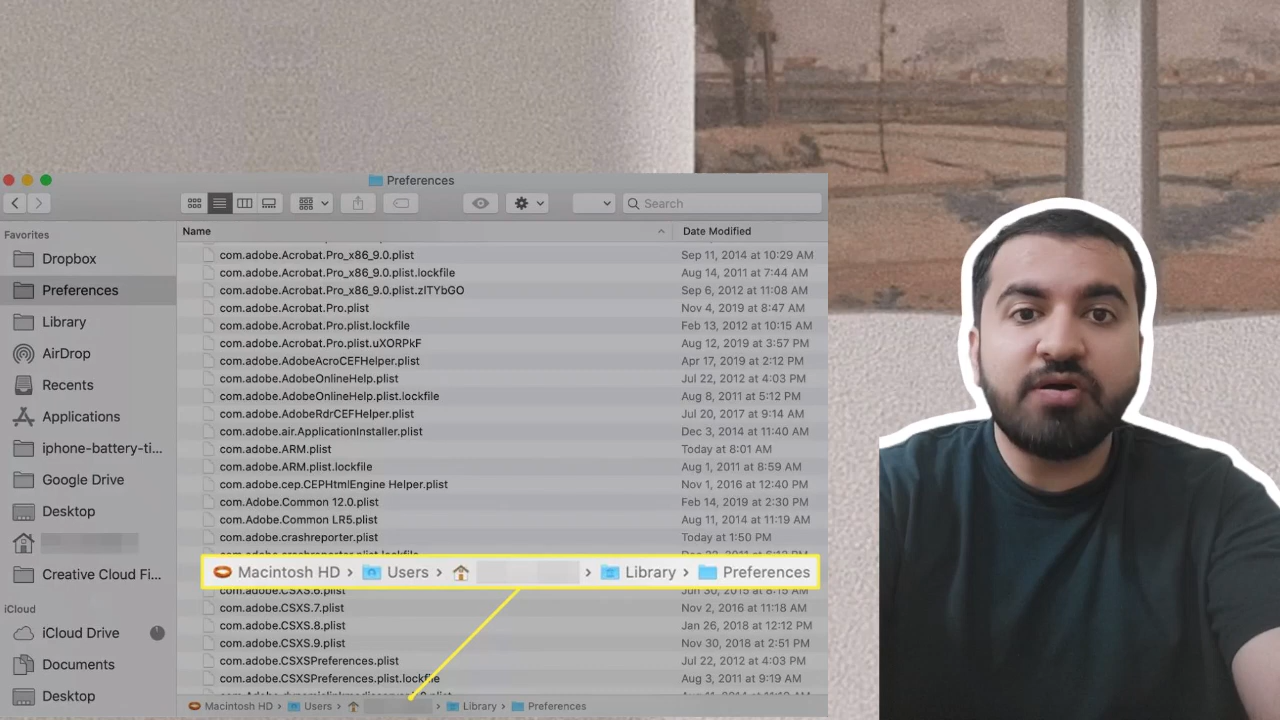 Preferences
Search
Favorites
Dropbox
Preferences
Library
AirDrop
Recents
Applications
iphone-battery-ti...
Google Drive
Desktop
Creative Cloud Fi...
iCloud
iCloud Drive
Documents
Desktop
Name Date Modified
com.adobe.Acrobat.Pro_x86_9.0.plist Sep 11, 2014 at 10:29 AM
com.adobe.Acrobat.Pro_x86_9.0.plist.lockfile Aug 14, 2011 at 7:44 AM
com.adobe.Acrobat.Pro_x86_9.0.plist.zlTYbGO Sep 6, 2012 at 11:08 AM
com.adobe.Acrobat.Pro.plist Nov 4, 2019 at 8:47 AM
com.adobe.Acrobat.Pro.plist.lockfile Feb 13, 2012 at 10:15 AM
com.adobe.Acrobat.Pro.plist.uXORPkF Aug 12, 2019 at 3:57 PM
com.adobe.AdobeAcroCEFHelper.plist Apr 17, 2019 at 2:12 PM
com.adobe.AdobeOnlineHelp.plist Jul 22, 2012 at 4:03 PM
com.adobe.AdobeOnlineHelp.plist.lockfile Aug 8, 2011 at 5:12 PM
com.adobe.AdobeRdrCEFHelper.plist Jul 20, 2017 at 9:14 AM
com.adobe.air.ApplicationInstaller.plist Dec 3, 2014 at 11:40 AM
com.adobe.ARM.plist Today at 8:01 AM
com.adobe.ARM.plist.lockfile Aug 1, 2011 at 8:59 AM
com.adobe.cep.CEPHtmlEngine Helper.plist Nov 1, 2016 at 12:40 PM
com.Adobe.Common 12.0.plist Feb 14, 2019 at 2:30 PM
com.Adobe.Common LR5.plist Aug 11, 2014 at 11:19 AM
com.adobe.crashreporter.plist Today at 1:50 PM
Macintosh HD › Users › › Library › Preferences
com.adobe.CSXS.6.plist Jun 30, 2015 at 8:15 AM
com.adobe.CSXS.7.plist Nov 2, 2016 at 11:18 AM
com.adobe.CSXS.8.plist Jan 26, 2018 at 12:12 PM
com.adobe.CSXS.9.plist Nov 30, 2018 at 2:51 PM
com.adobe.CSXSPreferences.plist Jul 22, 2012 at 4:03 PM
com.adobe.CSXSPreferences.plist.lockfile Aug 3, 2011 at 9:19 AM
Macintosh HD › Users › › Library › Preferences